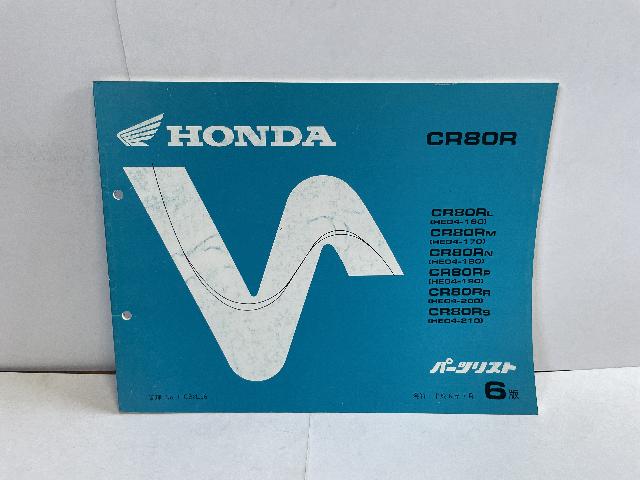 HONDA
CR80R
CR80RL
(HE04-160)
CR80RM
(HE04-170)
CR80RN
(HE04-180)
CR80RP
(HE04-190)
CR80RR
(HE04-200)
CR80RS
(HE04-210)
パーツリスト
6版